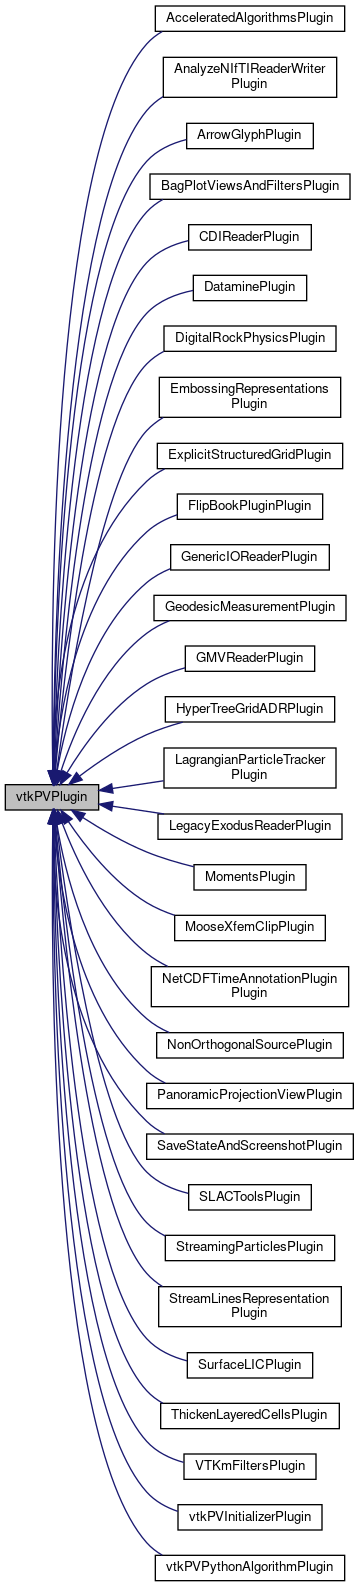 AcceleratedAlgorithmsPlugin
AnalyzeNIfTIReaderWriter
Plugin
ArrowGlyphPlugin
BagPlotViewsAndFiltersPlugin
CDIReaderPlugin
DataminePlugin
DigitalRockPhysicsPlugin
EmbossingRepresentations
Plugin
ExplicitStructuredGridPlugin
FlipBookPluginPlugin
GenericIOReaderPlugin
GeodesicMeasurementPlugin
GMVReaderPlugin
HyperTreeGridADRPlugin
LagrangianParticleTracker
Plugin
vtkPVPlugin
LegacyExodusReaderPlugin
MomentsPlugin
MooseXfemClipPlugin
NetCDFTimeAnnotationPlugin
Plugin
NonOrthogonalSourcePlugin
PanoramicProjectionViewPlugin
SaveStateAndScreenshotPlugin
SLACToolsPlugin
StreamingParticlesPlugin
StreamLinesRepresentation
Plugin
SurfaceLICPlugin
ThickenLayeredCellsPlugin
VTKmFiltersPlugin
vtkPVInitializerPlugin
vtkPVPythonAlgorithmPlugin